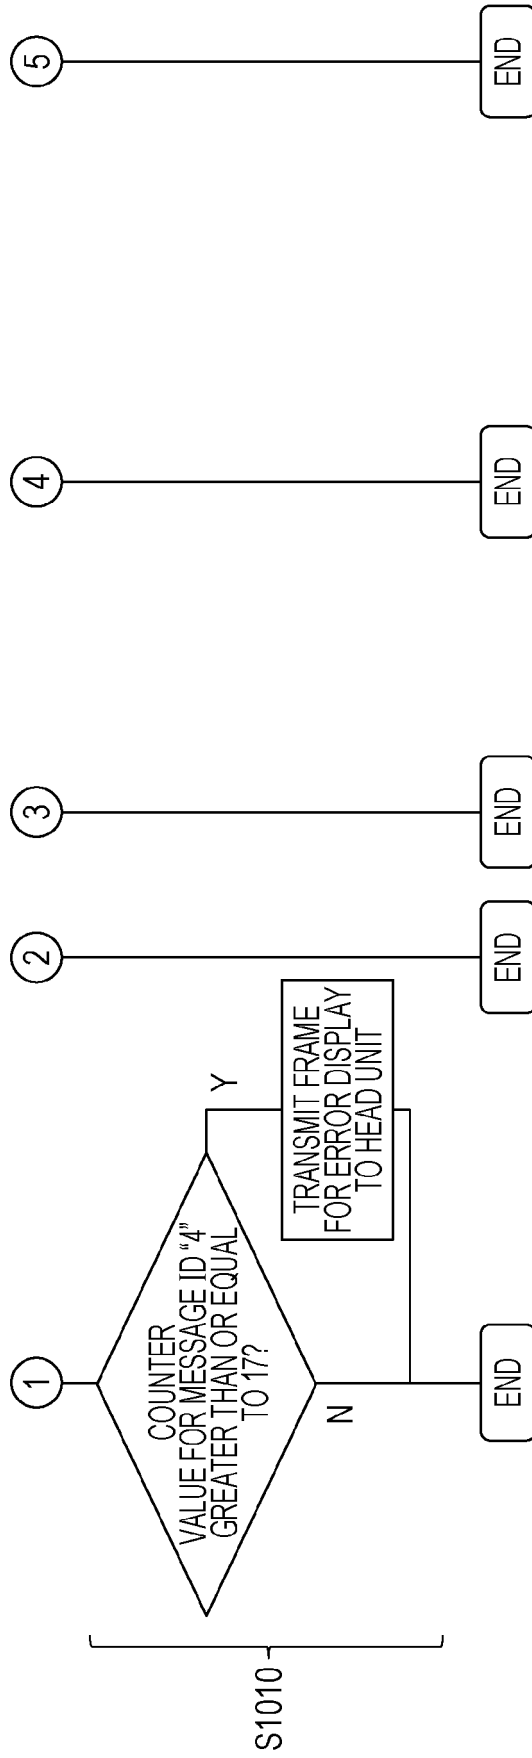 1
2
3
4
5
COUNTER
VALUE FOR MESSAGE ID “4”
GREATER THAN OR EQUAL
TO 17?
Y
TRANSMIT FRAME
FOR ERROR DISPLAY
TO HEAD UNIT
N
S1010
END
END
END
END
END